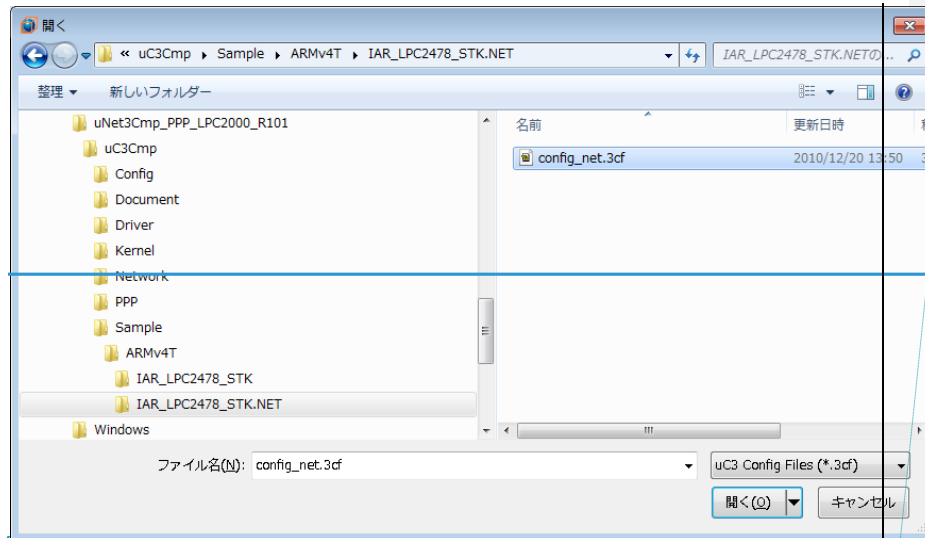 開く
« uC3Cmp ▸ Sample ▸ ARMv4T ▸ IAR_LPC2478_STK.NET
IAR_LPC2478_STK.NETの...
整理 ▼ 新しいフォルダー
名前 更新日時
uNet3Cmp_PPP_LPC2000_R101
config_net.3cf 2010/12/20 13:50
uC3Cmp
Config
Document
Driver
Kernel
Network
PPP
Sample
ARMv4T
IAR_LPC2478_STK
IAR_LPC2478_STK.NET
Windows
ファイル名(N): config_net.3cf
uC3 Config Files (*.3cf)
開く(O) キャンセル